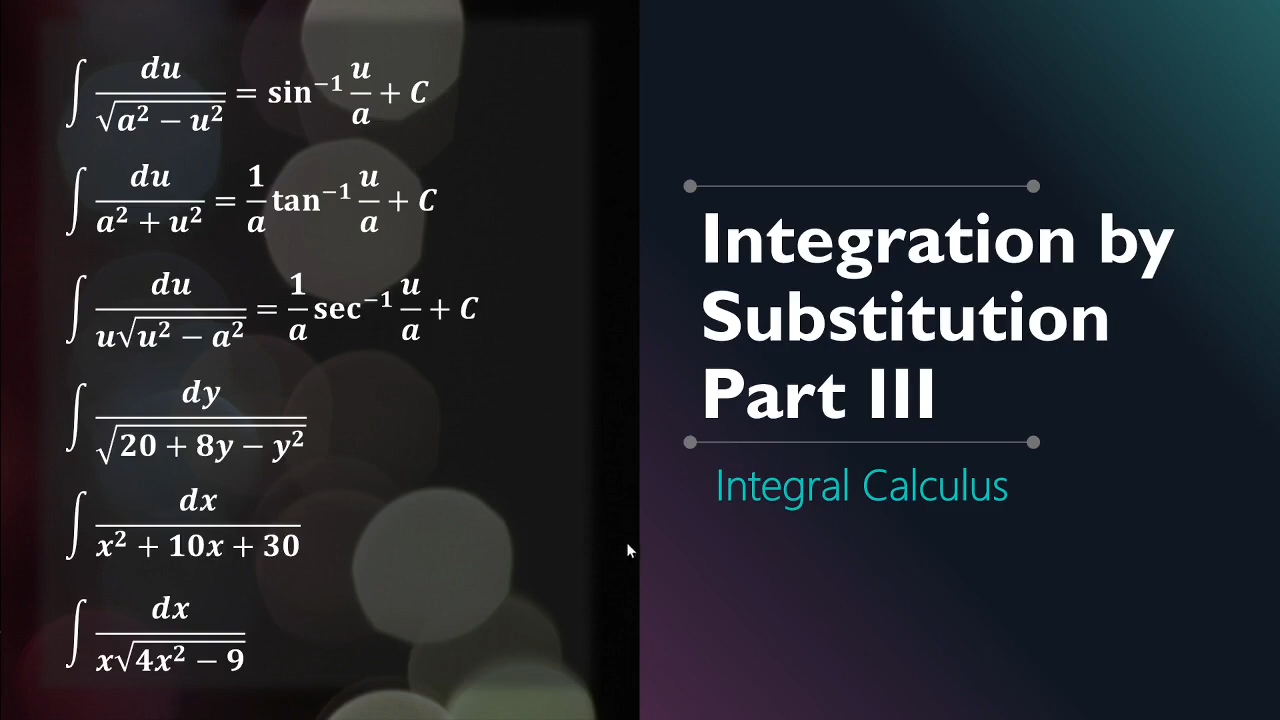 ∫ du/√(a² − u²) = sin⁻¹ u/a + C
∫ du/(a² + u²) = 1/a tan⁻¹ u/a + C
∫ du/(u√(u² − a²)) = 1/a sec⁻¹ u/a + C
∫ dy/√(20 + 8y − y²)
∫ dx/(x² + 10x + 30)
∫ dx/(x√(4x² − 9))
Integration by
Substitution
Part III
Integral Calculus